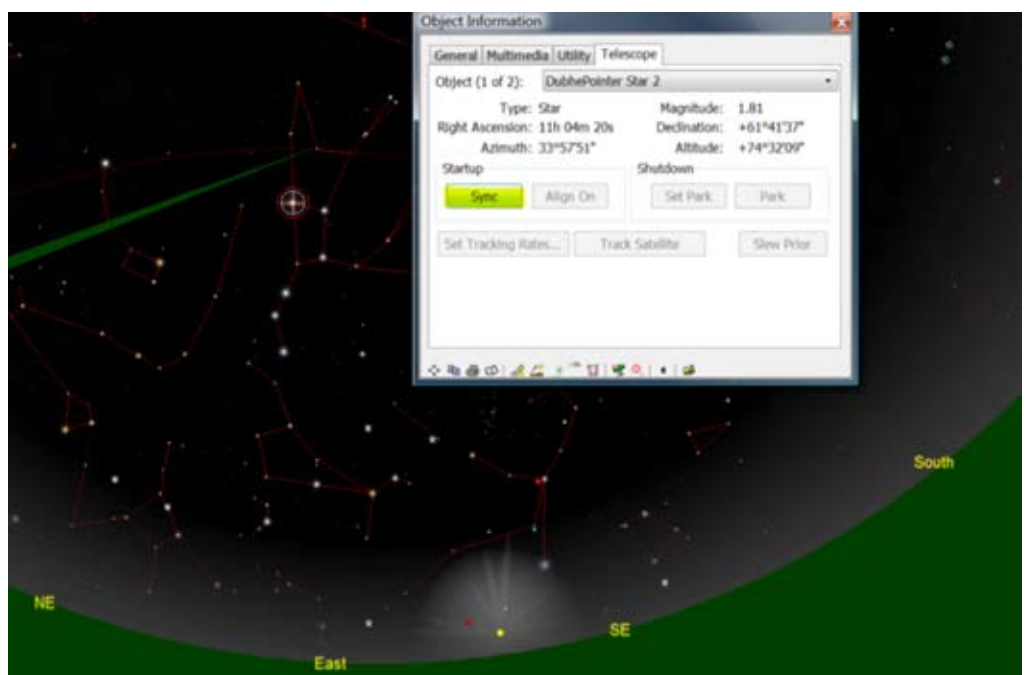 Object Information
General Multimedia Utility Telescope
Object (1 of 2): DubhePointer Star 2
Type: Star Magnitude: 1.81
Right Ascension: 11h 04m 20s Declination: +61°41'37"
Azimuth: 33°57'51" Altitude: +74°32'09"
Startup Shutdown
Sync Align On Set Park Park
Set Tracking Rates... Track Satellite Slew Prior
South
NE
SE
East